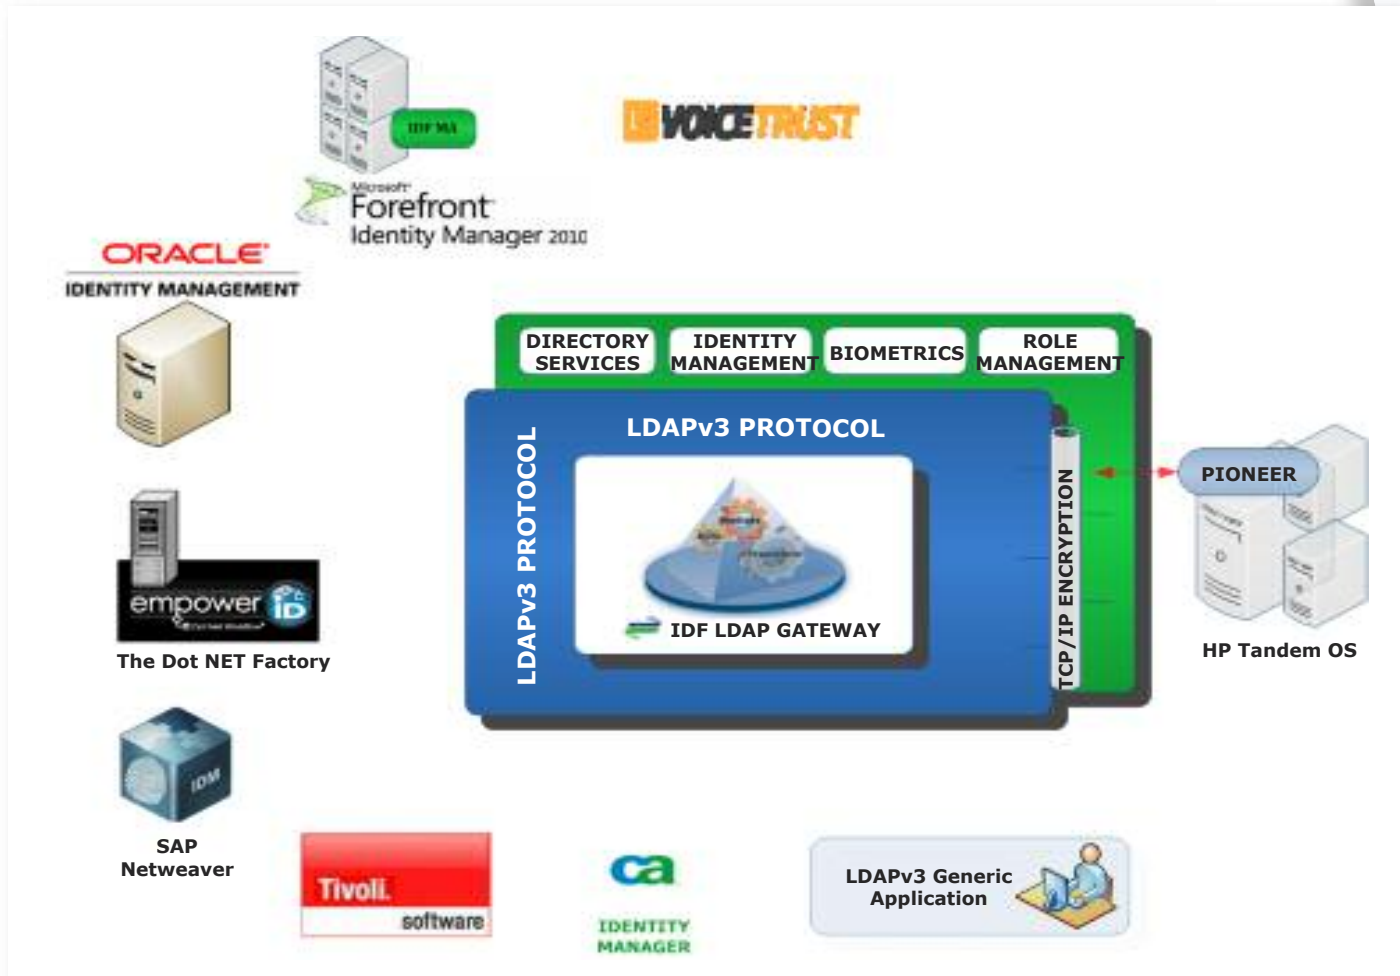 IDF MA
VOICETRUST
Microsoft
Forefront
Identity Manager 2010
ORACLE
IDENTITY MANAGEMENT
DIRECTORY
SERVICES
IDENTITY
MANAGEMENT
BIOMETRICS
ROLE
MANAGEMENT
LDAPv3 PROTOCOL
LDAPv3 PROTOCOL
TCP/IP ENCRYPTION
IDF LDAP GATEWAY
PIONEER
HP Tandem OS
empower iD
The Dot NET Factory
IDM
SAP
Netweaver
Tivoli.
software
ca
IDENTITY
MANAGER
LDAPv3 Generic
Application